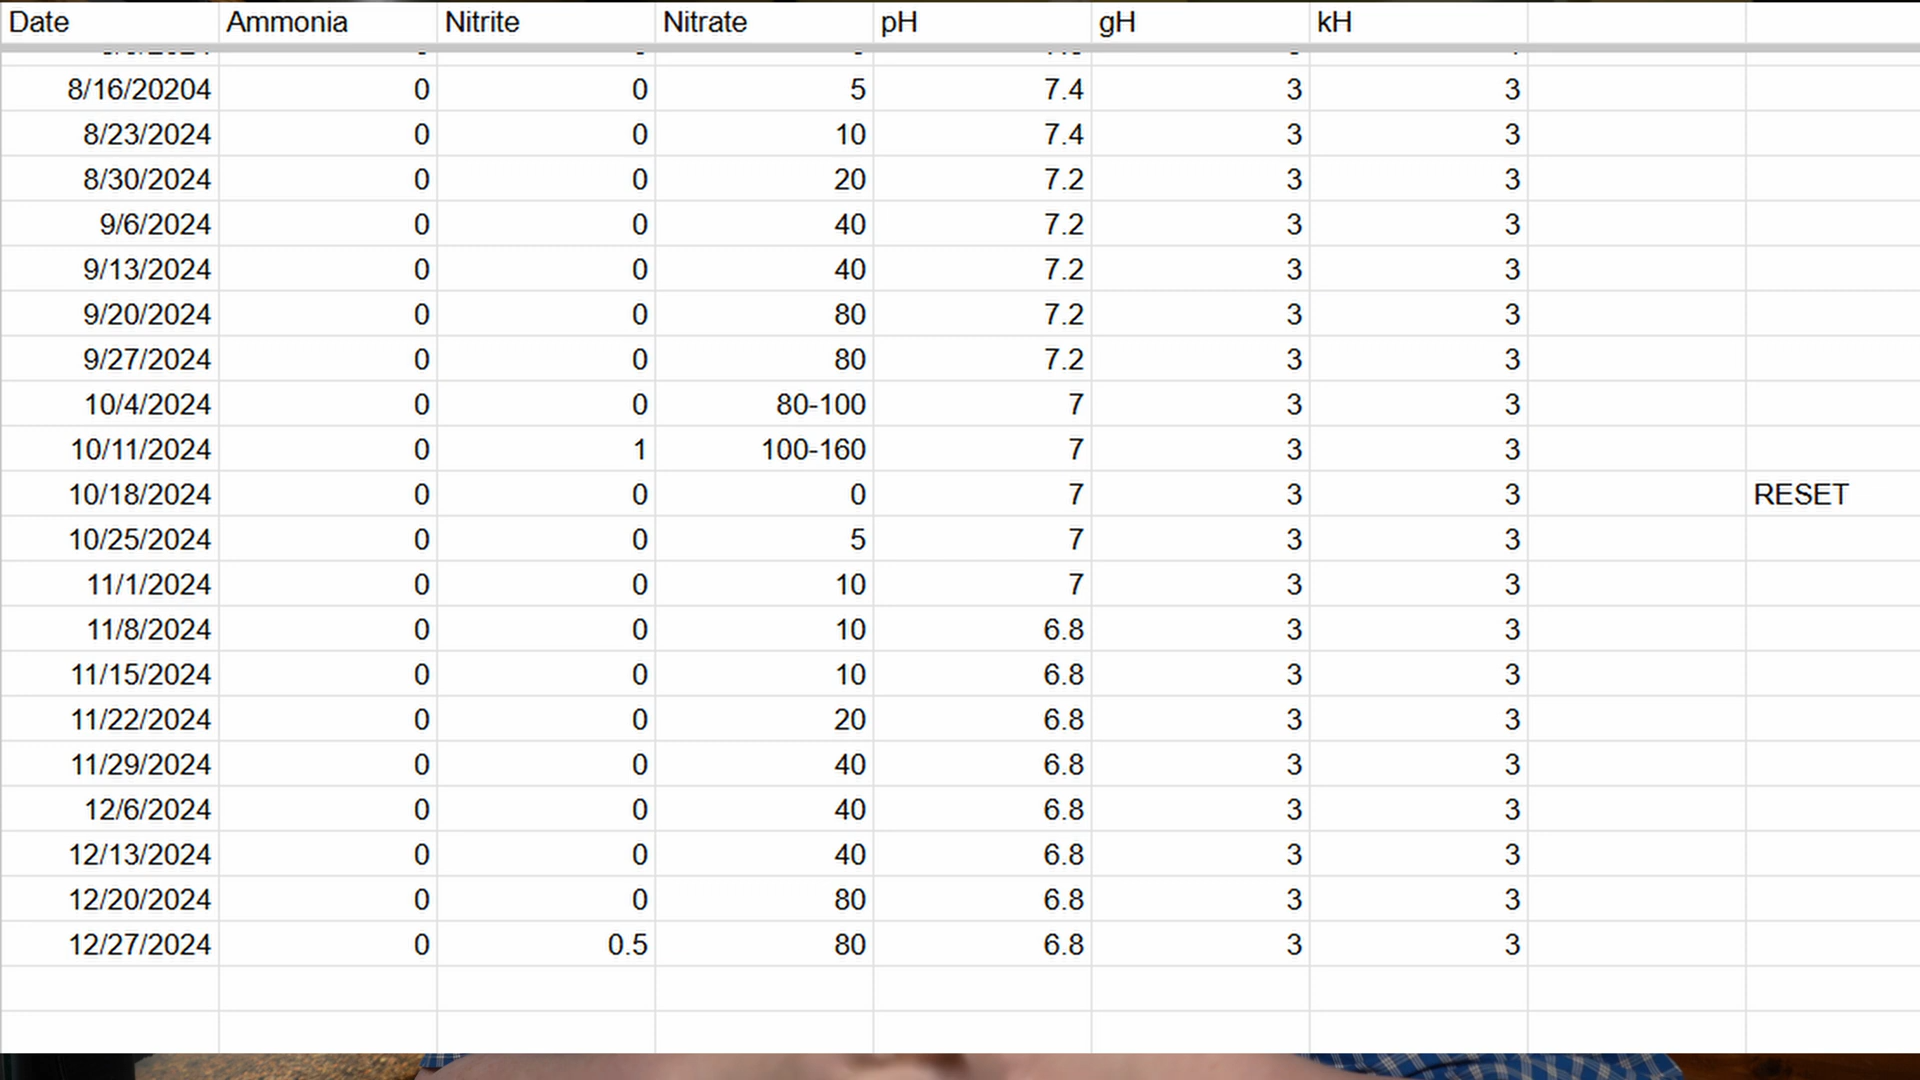 Date Ammonia Nitrite Nitrate pH gH kH
8/16/20204 0 0 5 7.4 3 3
8/23/2024 0 0 10 7.4 3 3
8/30/2024 0 0 20 7.2 3 3
9/6/2024 0 0 40 7.2 3 3
9/13/2024 0 0 40 7.2 3 3
9/20/2024 0 0 80 7.2 3 3
9/27/2024 0 0 80 7.2 3 3
10/4/2024 0 0 80-100 7 3 3
10/11/2024 0 1 100-160 7 3 3
10/18/2024 0 0 0 7 3 3 RESET
10/25/2024 0 0 5 7 3 3
11/1/2024 0 0 10 7 3 3
11/8/2024 0 0 10 6.8 3 3
11/15/2024 0 0 10 6.8 3 3
11/22/2024 0 0 20 6.8 3 3
11/29/2024 0 0 40 6.8 3 3
12/6/2024 0 0 40 6.8 3 3
12/13/2024 0 0 40 6.8 3 3
12/20/2024 0 0 80 6.8 3 3
12/27/2024 0 0.5 80 6.8 3 3